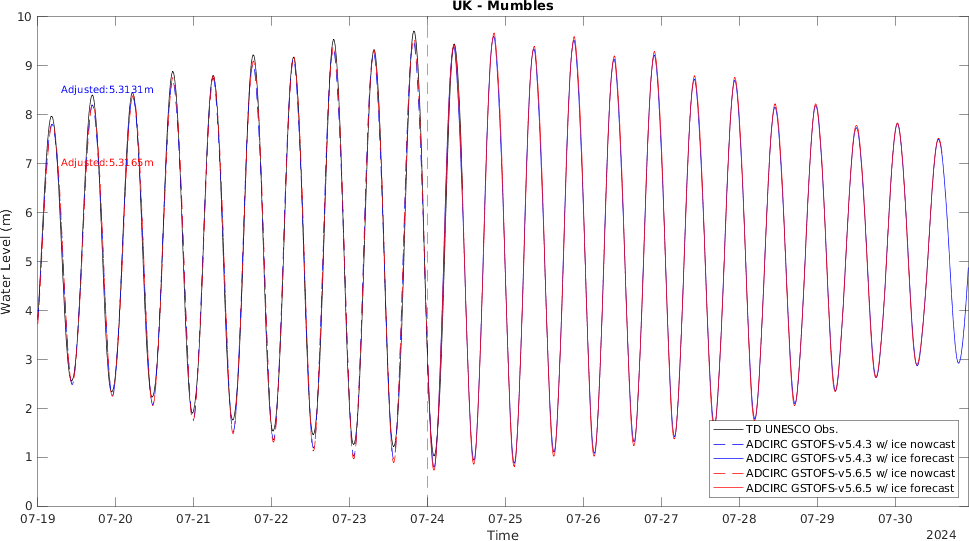 UK - Mumbles
10
9
8
7
6
5
4
3
2
1
0
Water Level (m)
Adjusted:5.3131m
Adjusted:5.3165m
TD UNESCO Obs.
ADCIRC GSTOFS-v5.4.3 w/ ice nowcast
ADCIRC GSTOFS-v5.4.3 w/ ice forecast
ADCIRC GSTOFS-v5.6.5 w/ ice nowcast
ADCIRC GSTOFS-v5.6.5 w/ ice forecast
07-19 07-20 07-21 07-22 07-23 07-24 07-25 07-26 07-27 07-28 07-29 07-30
Time
2024